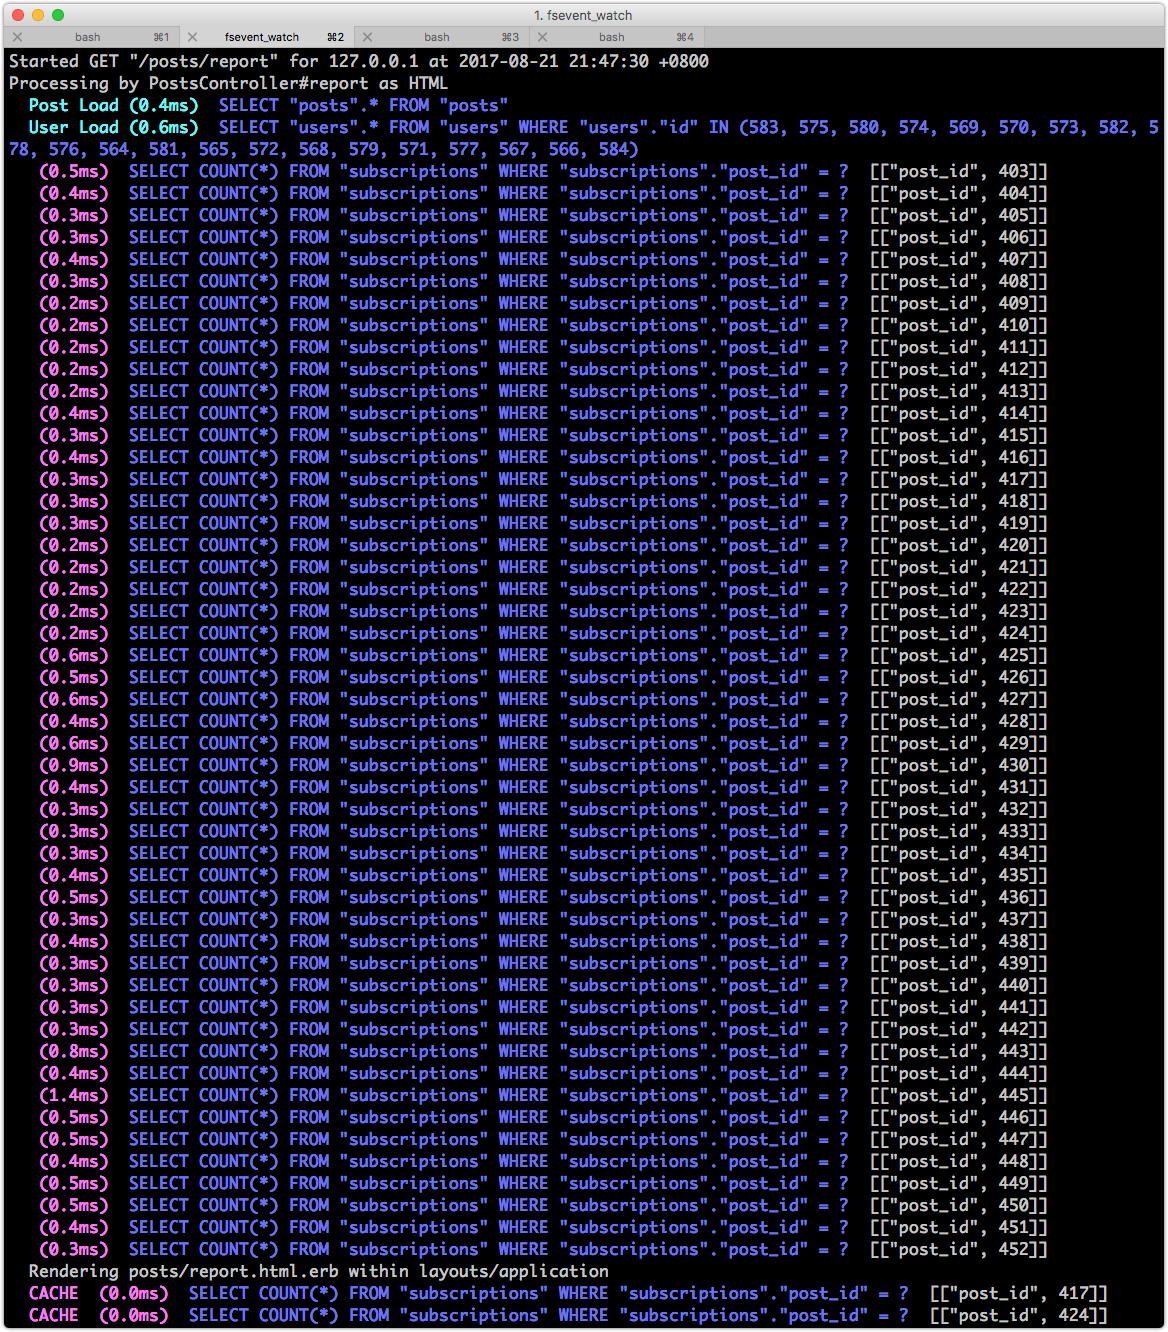 1. fsevent_watch
bash ⌘1 fsevent_watch ⌘2 bash ⌘3 bash ⌘4
Started GET "/posts/report" for 127.0.0.1 at 2017-08-21 21:47:30 +0800
Processing by PostsController#report as HTML
Post Load (0.4ms) SELECT "posts".* FROM "posts"
User Load (0.6ms) SELECT "users".* FROM "users" WHERE "users"."id" IN (583, 575, 580, 574, 569, 570, 573, 582, 5
78, 576, 564, 581, 565, 572, 568, 579, 571, 577, 567, 566, 584)
(0.5ms) SELECT COUNT(*) FROM "subscriptions" WHERE "subscriptions"."post_id" = ? [["post_id", 403]]
(0.4ms) SELECT COUNT(*) FROM "subscriptions" WHERE "subscriptions"."post_id" = ? [["post_id", 404]]
(0.3ms) SELECT COUNT(*) FROM "subscriptions" WHERE "subscriptions"."post_id" = ? [["post_id", 405]]
(0.3ms) SELECT COUNT(*) FROM "subscriptions" WHERE "subscriptions"."post_id" = ? [["post_id", 406]]
(0.4ms) SELECT COUNT(*) FROM "subscriptions" WHERE "subscriptions"."post_id" = ? [["post_id", 407]]
(0.3ms) SELECT COUNT(*) FROM "subscriptions" WHERE "subscriptions"."post_id" = ? [["post_id", 408]]
(0.2ms) SELECT COUNT(*) FROM "subscriptions" WHERE "subscriptions"."post_id" = ? [["post_id", 409]]
(0.2ms) SELECT COUNT(*) FROM "subscriptions" WHERE "subscriptions"."post_id" = ? [["post_id", 410]]
(0.2ms) SELECT COUNT(*) FROM "subscriptions" WHERE "subscriptions"."post_id" = ? [["post_id", 411]]
(0.2ms) SELECT COUNT(*) FROM "subscriptions" WHERE "subscriptions"."post_id" = ? [["post_id", 412]]
(0.2ms) SELECT COUNT(*) FROM "subscriptions" WHERE "subscriptions"."post_id" = ? [["post_id", 413]]
(0.4ms) SELECT COUNT(*) FROM "subscriptions" WHERE "subscriptions"."post_id" = ? [["post_id", 414]]
(0.3ms) SELECT COUNT(*) FROM "subscriptions" WHERE "subscriptions"."post_id" = ? [["post_id", 415]]
(0.4ms) SELECT COUNT(*) FROM "subscriptions" WHERE "subscriptions"."post_id" = ? [["post_id", 416]]
(0.3ms) SELECT COUNT(*) FROM "subscriptions" WHERE "subscriptions"."post_id" = ? [["post_id", 417]]
(0.3ms) SELECT COUNT(*) FROM "subscriptions" WHERE "subscriptions"."post_id" = ? [["post_id", 418]]
(0.3ms) SELECT COUNT(*) FROM "subscriptions" WHERE "subscriptions"."post_id" = ? [["post_id", 419]]
(0.2ms) SELECT COUNT(*) FROM "subscriptions" WHERE "subscriptions"."post_id" = ? [["post_id", 420]]
(0.2ms) SELECT COUNT(*) FROM "subscriptions" WHERE "subscriptions"."post_id" = ? [["post_id", 421]]
(0.2ms) SELECT COUNT(*) FROM "subscriptions" WHERE "subscriptions"."post_id" = ? [["post_id", 422]]
(0.2ms) SELECT COUNT(*) FROM "subscriptions" WHERE "subscriptions"."post_id" = ? [["post_id", 423]]
(0.2ms) SELECT COUNT(*) FROM "subscriptions" WHERE "subscriptions"."post_id" = ? [["post_id", 424]]
(0.6ms) SELECT COUNT(*) FROM "subscriptions" WHERE "subscriptions"."post_id" = ? [["post_id", 425]]
(0.5ms) SELECT COUNT(*) FROM "subscriptions" WHERE "subscriptions"."post_id" = ? [["post_id", 426]]
(0.6ms) SELECT COUNT(*) FROM "subscriptions" WHERE "subscriptions"."post_id" = ? [["post_id", 427]]
(0.4ms) SELECT COUNT(*) FROM "subscriptions" WHERE "subscriptions"."post_id" = ? [["post_id", 428]]
(0.6ms) SELECT COUNT(*) FROM "subscriptions" WHERE "subscriptions"."post_id" = ? [["post_id", 429]]
(0.9ms) SELECT COUNT(*) FROM "subscriptions" WHERE "subscriptions"."post_id" = ? [["post_id", 430]]
(0.4ms) SELECT COUNT(*) FROM "subscriptions" WHERE "subscriptions"."post_id" = ? [["post_id", 431]]
(0.3ms) SELECT COUNT(*) FROM "subscriptions" WHERE "subscriptions"."post_id" = ? [["post_id", 432]]
(0.3ms) SELECT COUNT(*) FROM "subscriptions" WHERE "subscriptions"."post_id" = ? [["post_id", 433]]
(0.3ms) SELECT COUNT(*) FROM "subscriptions" WHERE "subscriptions"."post_id" = ? [["post_id", 434]]
(0.4ms) SELECT COUNT(*) FROM "subscriptions" WHERE "subscriptions"."post_id" = ? [["post_id", 435]]
(0.5ms) SELECT COUNT(*) FROM "subscriptions" WHERE "subscriptions"."post_id" = ? [["post_id", 436]]
(0.3ms) SELECT COUNT(*) FROM "subscriptions" WHERE "subscriptions"."post_id" = ? [["post_id", 437]]
(0.4ms) SELECT COUNT(*) FROM "subscriptions" WHERE "subscriptions"."post_id" = ? [["post_id", 438]]
(0.3ms) SELECT COUNT(*) FROM "subscriptions" WHERE "subscriptions"."post_id" = ? [["post_id", 439]]
(0.3ms) SELECT COUNT(*) FROM "subscriptions" WHERE "subscriptions"."post_id" = ? [["post_id", 440]]
(0.3ms) SELECT COUNT(*) FROM "subscriptions" WHERE "subscriptions"."post_id" = ? [["post_id", 441]]
(0.3ms) SELECT COUNT(*) FROM "subscriptions" WHERE "subscriptions"."post_id" = ? [["post_id", 442]]
(0.8ms) SELECT COUNT(*) FROM "subscriptions" WHERE "subscriptions"."post_id" = ? [["post_id", 443]]
(0.4ms) SELECT COUNT(*) FROM "subscriptions" WHERE "subscriptions"."post_id" = ? [["post_id", 444]]
(1.4ms) SELECT COUNT(*) FROM "subscriptions" WHERE "subscriptions"."post_id" = ? [["post_id", 445]]
(0.5ms) SELECT COUNT(*) FROM "subscriptions" WHERE "subscriptions"."post_id" = ? [["post_id", 446]]
(0.5ms) SELECT COUNT(*) FROM "subscriptions" WHERE "subscriptions"."post_id" = ? [["post_id", 447]]
(0.4ms) SELECT COUNT(*) FROM "subscriptions" WHERE "subscriptions"."post_id" = ? [["post_id", 448]]
(0.5ms) SELECT COUNT(*) FROM "subscriptions" WHERE "subscriptions"."post_id" = ? [["post_id", 449]]
(0.5ms) SELECT COUNT(*) FROM "subscriptions" WHERE "subscriptions"."post_id" = ? [["post_id", 450]]
(0.4ms) SELECT COUNT(*) FROM "subscriptions" WHERE "subscriptions"."post_id" = ? [["post_id", 451]]
(0.3ms) SELECT COUNT(*) FROM "subscriptions" WHERE "subscriptions"."post_id" = ? [["post_id", 452]]
Rendering posts/report.html.erb within layouts/application
CACHE (0.0ms) SELECT COUNT(*) FROM "subscriptions" WHERE "subscriptions"."post_id" = ? [["post_id", 417]]
CACHE (0.0ms) SELECT COUNT(*) FROM "subscriptions" WHERE "subscriptions"."post_id" = ? [["post_id", 424]]